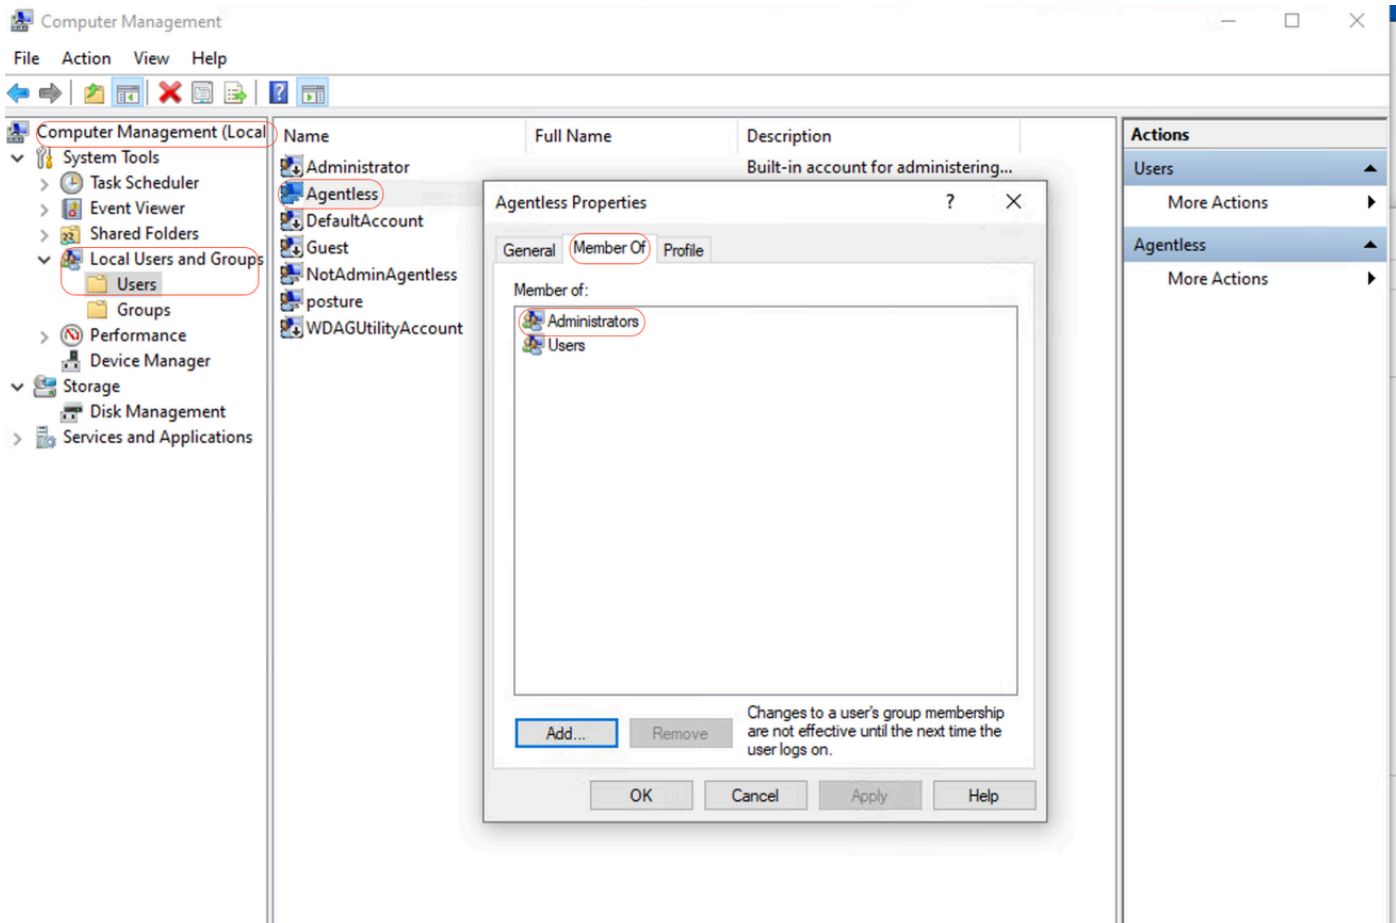 Computer Management
File Action View Help
Computer Management (Local
System Tools
Task Scheduler
Event Viewer
Shared Folders
Local Users and Groups
Users
Groups
Performance
Device Manager
Storage
Disk Management
Services and Applications
Name Full Name Description
Administrator Built-in account for administering...
Agentless
DefaultAccount
Guest
NotAdminAgentless
posture
WDAGUtilityAccount
Agentless Properties ?
General Member Of Profile
Member of:
Administrators
Users
Add... Remove
Changes to a user's group membership
are not effective until the next time the
user logs on.
OK Cancel Apply Help
Actions
Users
More Actions
Agentless
More Actions